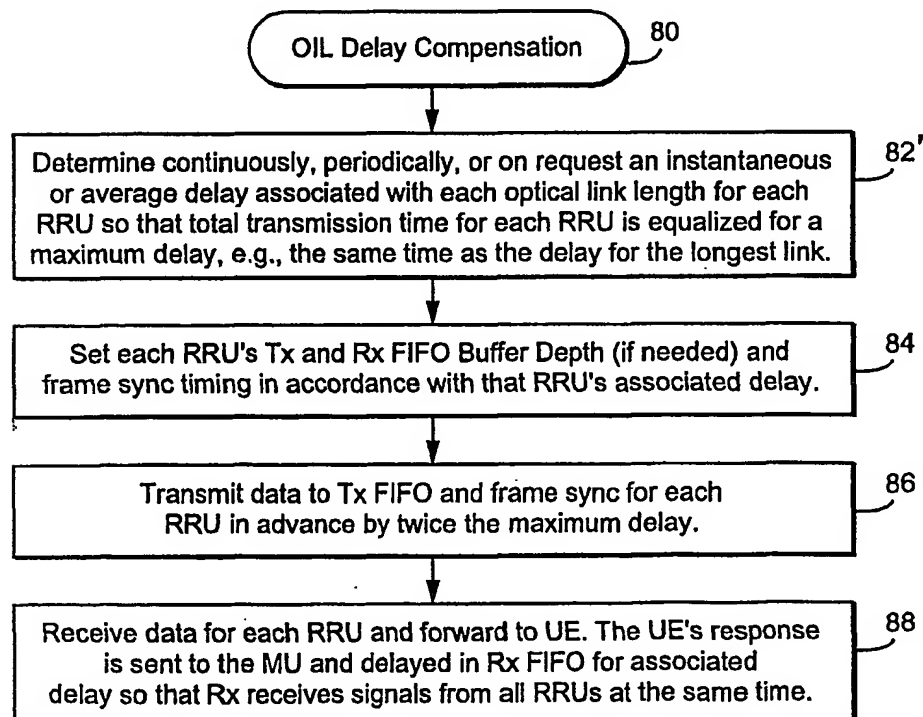 OIL Delay Compensation
80
Determine continuously, periodically, or on request an instantaneous
or average delay associated with each optical link length for each
RRU so that total transmission time for each RRU is equalized for a
maximum delay, e.g., the same time as the delay for the longest link.
82'
Set each RRU's Tx and Rx FIFO Buffer Depth (if needed) and
frame sync timing in accordance with that RRU's associated delay.
84
Transmit data to Tx FIFO and frame sync for each
RRU in advance by twice the maximum delay.
86
Receive data for each RRU and forward to UE. The UE's response
is sent to the MU and delayed in Rx FIFO for associated
delay so that Rx receives signals from all RRUs at the same time.
88